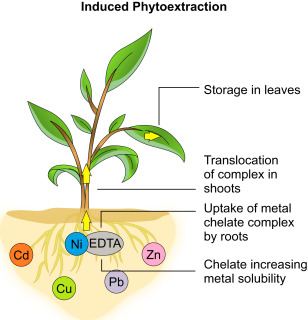 Induced Phytoextraction
Storage in leaves
Translocation
of complex in
shoots
Uptake of metal
chelate complex
by roots
Ni EDTA
Cd
Zn
Cu
Pb
Chelate increasing
metal solubility